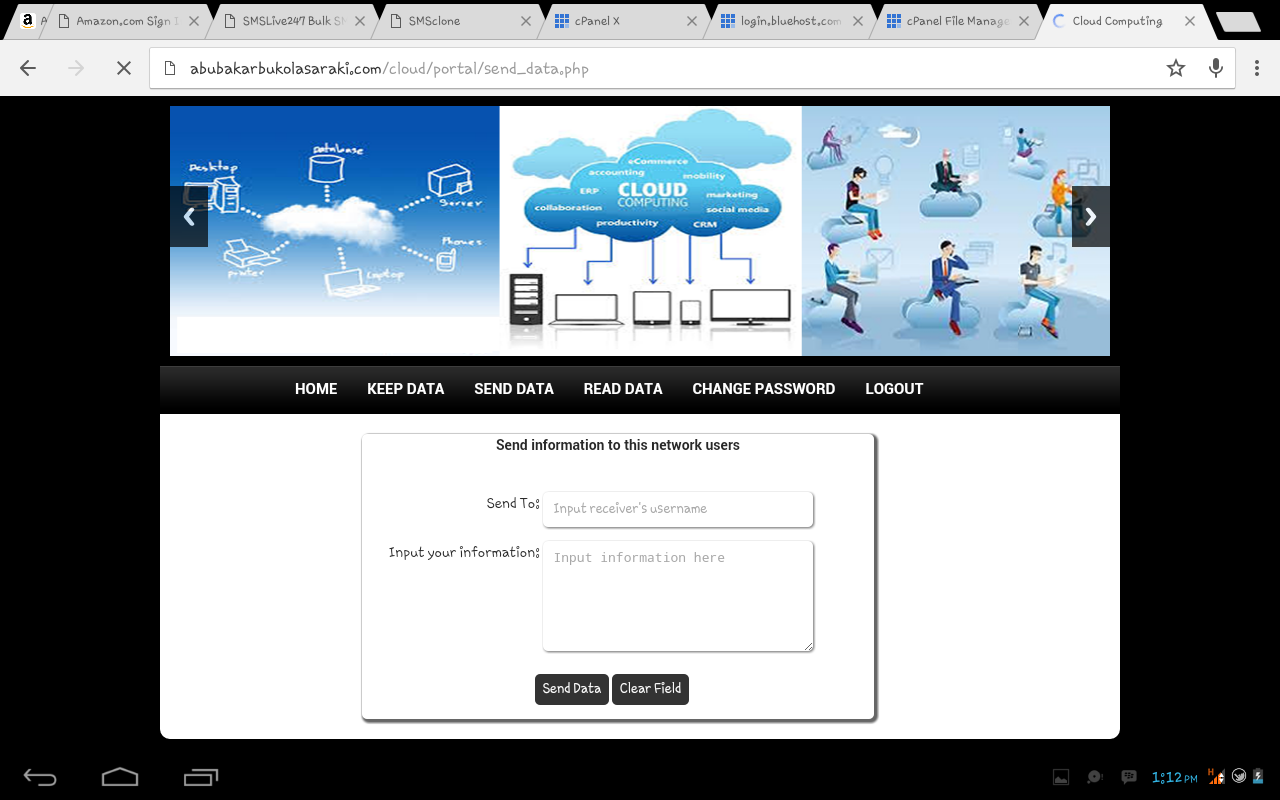 A
Amazon.com Sign I
SMSLive247 Bulk SM
SMSclone
cPanel X
login.bluehost.com
cPanel File Manage
Cloud Computing
abubakarbukolasaraki.com/cloud/portal/send_data.php
Desktop
Database
Server
Printer
Laptop
Phones
eCommerce
accounting
mobility
ERP
CLOUD
COMPUTING
marketing
collaboration
social media
productivity
CRM
HOME KEEP DATA SEND DATA READ DATA CHANGE PASSWORD LOGOUT
Send information to this network users
Send To: Input receiver's username
Input your information: Input information here
Send Data Clear Field
1:12 PM H